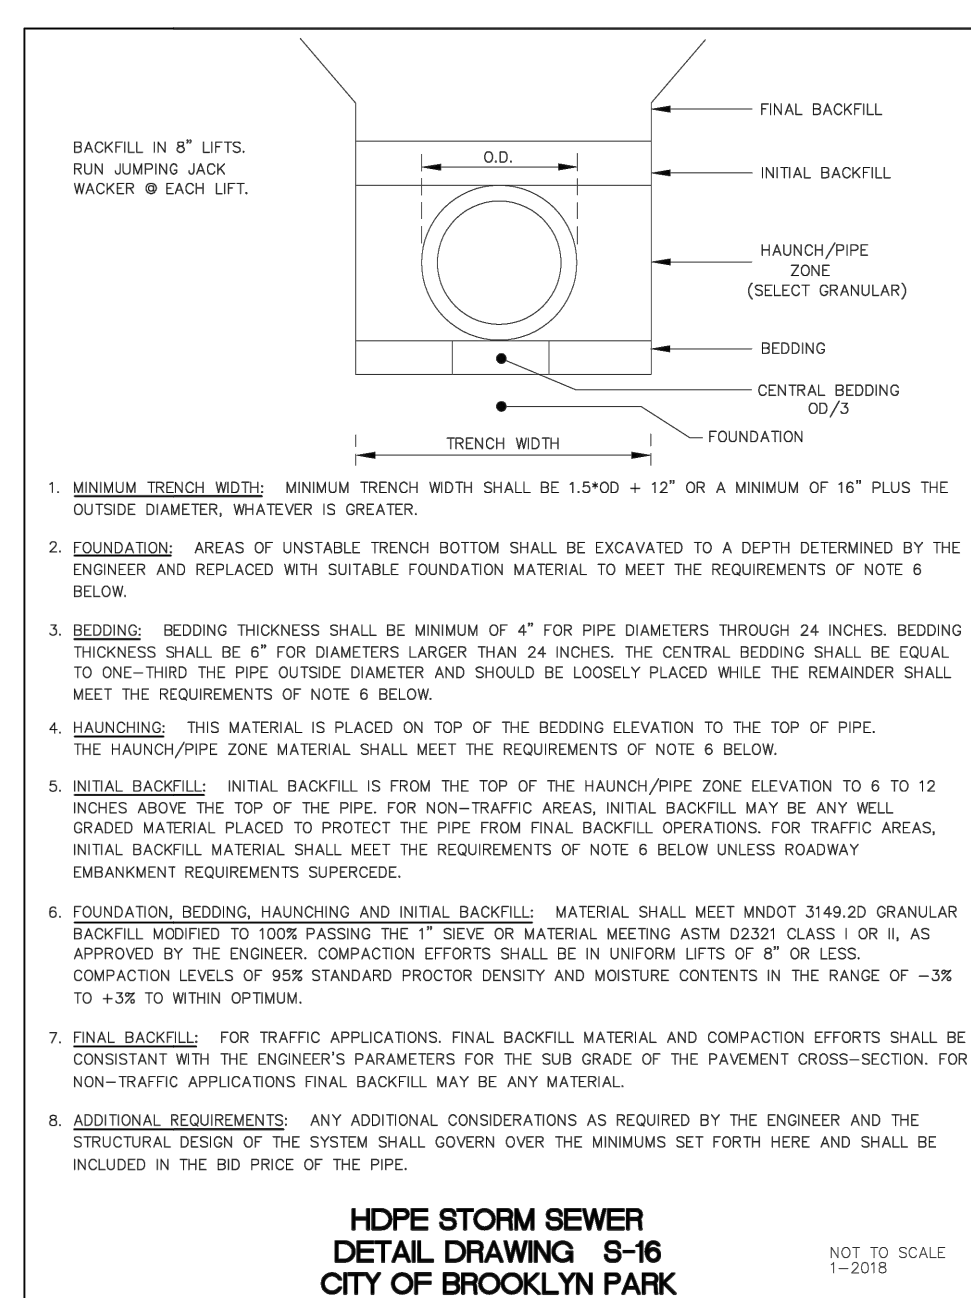 FINAL BACKFILL
BACKFILL IN 8" LIFTS.
RUN JUMPING JACK
WACKER @ EACH LIFT.
O.D.
INITIAL BACKFILL
HAUNCH/PIPE
ZONE
(SELECT GRANULAR)
BEDDING
CENTRAL BEDDING
OD/3
FOUNDATION
TRENCH WIDTH
1. MINIMUM TRENCH WIDTH: MINIMUM TRENCH WIDTH SHALL BE 1.5*OD + 12" OR A MINIMUM OF 16" PLUS THE
OUTSIDE DIAMETER, WHATEVER IS GREATER.
2. FOUNDATION: AREAS OF UNSTABLE TRENCH BOTTOM SHALL BE EXCAVATED TO A DEPTH DETERMINED BY THE
ENGINEER AND REPLACED WITH SUITABLE FOUNDATION MATERIAL TO MEET THE REQUIREMENTS OF NOTE 6
BELOW.
3. BEDDING: BEDDING THICKNESS SHALL BE MINIMUM OF 4" FOR PIPE DIAMETERS THROUGH 24 INCHES. BEDDING
THICKNESS SHALL BE 6" FOR DIAMETERS LARGER THAN 24 INCHES. THE CENTRAL BEDDING SHALL BE EQUAL
TO ONE-THIRD THE PIPE OUTSIDE DIAMETER AND SHOULD BE LOOSELY PLACED WHILE THE REMAINDER SHALL
MEET THE REQUIREMENTS OF NOTE 6 BELOW.
4. HAUNCHING: THIS MATERIAL IS PLACED ON TOP OF THE BEDDING ELEVATION TO THE TOP OF PIPE.
THE HAUNCH/PIPE ZONE MATERIAL SHALL MEET THE REQUIREMENTS OF NOTE 6 BELOW.
5. INITIAL BACKFILL: INITIAL BACKFILL IS FROM THE TOP OF THE HAUNCH/PIPE ZONE ELEVATION TO 6 TO 12
INCHES ABOVE THE TOP OF THE PIPE. FOR NON-TRAFFIC AREAS, INITIAL BACKFILL MAY BE ANY WELL
GRADED MATERIAL PLACED TO PROTECT THE PIPE FROM FINAL BACKFILL OPERATIONS. FOR TRAFFIC AREAS,
INITIAL BACKFILL MATERIAL SHALL MEET THE REQUIREMENTS OF NOTE 6 BELOW UNLESS ROADWAY
EMBANKMENT REQUIREMENTS SUPERCEDE.
6. FOUNDATION, BEDDING, HAUNCHING AND INITIAL BACKFILL: MATERIAL SHALL MEET MNDOT 3149.2D GRANULAR
BACKFILL MODIFIED TO 100% PASSING THE 1" SIEVE OR MATERIAL MEETING ASTM D2321 CLASS I OR II, AS
APPROVED BY THE ENGINEER. COMPACTION EFFORTS SHALL BE IN UNIFORM LIFTS OF 8" OR LESS.
COMPACTION LEVELS OF 95% STANDARD PROCTOR DENSITY AND MOISTURE CONTENTS IN THE RANGE OF -3%
TO +3% TO WITHIN OPTIMUM.
7. FINAL BACKFILL: FOR TRAFFIC APPLICATIONS. FINAL BACKFILL MATERIAL AND COMPACTION EFFORTS SHALL BE
CONSISTANT WITH THE ENGINEER'S PARAMETERS FOR THE SUB GRADE OF THE PAVEMENT CROSS-SECTION. FOR
NON-TRAFFIC APPLICATIONS FINAL BACKFILL MAY BE ANY MATERIAL.
8. ADDITIONAL REQUIREMENTS: ANY ADDITIONAL CONSIDERATIONS AS REQUIRED BY THE ENGINEER AND THE
STRUCTURAL DESIGN OF THE SYSTEM SHALL GOVERN OVER THE MINIMUMS SET FORTH HERE AND SHALL BE
INCLUDED IN THE BID PRICE OF THE PIPE.
HDPE STORM SEWER
DETAIL DRAWING S-16
CITY OF BROOKLYN PARK
NOT TO SCALE
1-2018